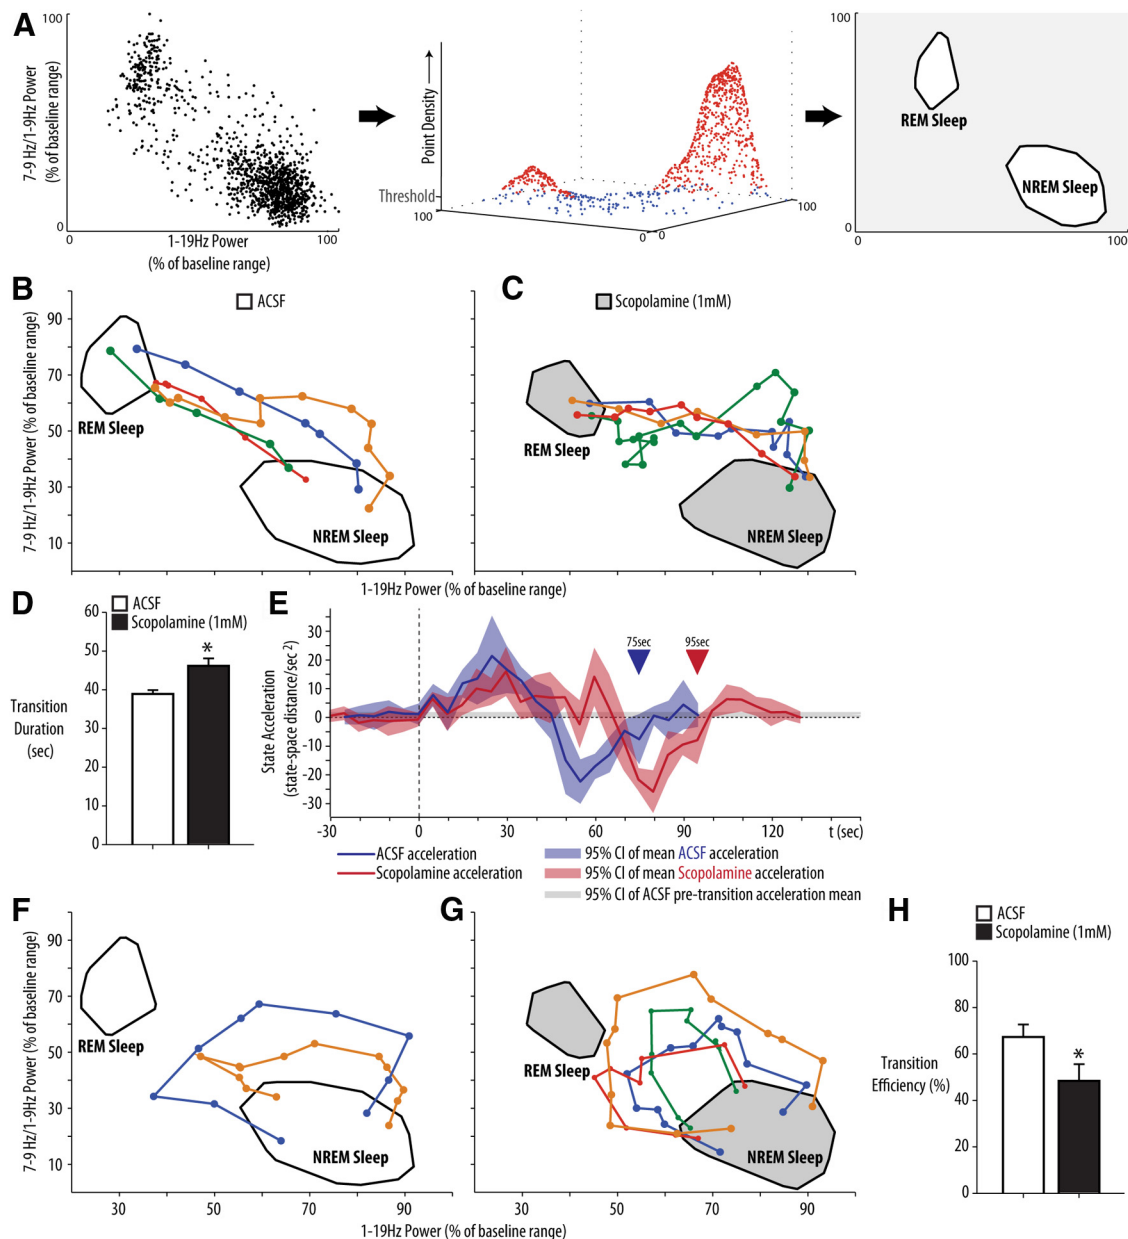 A
100
7-9 Hz/1-9Hz Power
(% of baseline range)
0
0
1-19Hz Power
100
(% of baseline range)
Point Density
Threshold
100
0
0
100
100
REM Sleep
NREM Sleep
0
0
100
B
ACSF
7-9 Hz/1-9Hz Power (% of baseline range)
90
70
50
30
10
REM Sleep
NREM Sleep
C
Scopolamine (1mM)
REM Sleep
NREM Sleep
1-19Hz Power (% of baseline range)
D
ACSF
Scopolamine (1mM)
Transition
Duration
(sec)
60
50
40
30
20
10
0
*
E
State Acceleration
(state-space distance/sec 2)
30
20
10
0
-10
-20
-30
75sec
95sec
-30
0
30
60
90
120
t (sec)
ACSF acceleration
Scopolamine acceleration
95% CI of mean ACSF acceleration
95% CI of mean Scopolamine acceleration
95% CI of ACSF pre-transition acceleration mean
F
7-9 Hz/1-9Hz Power (% of baseline range)
90
70
50
30
10
REM Sleep
NREM Sleep
30
50
70
90
G
REM Sleep
NREM Sleep
30
50
70
90
1-19Hz Power (% of baseline range)
H
ACSF
Scopolamine (1mM)
Transition
Efficiency (%)
100
80
60
40
20
0
*